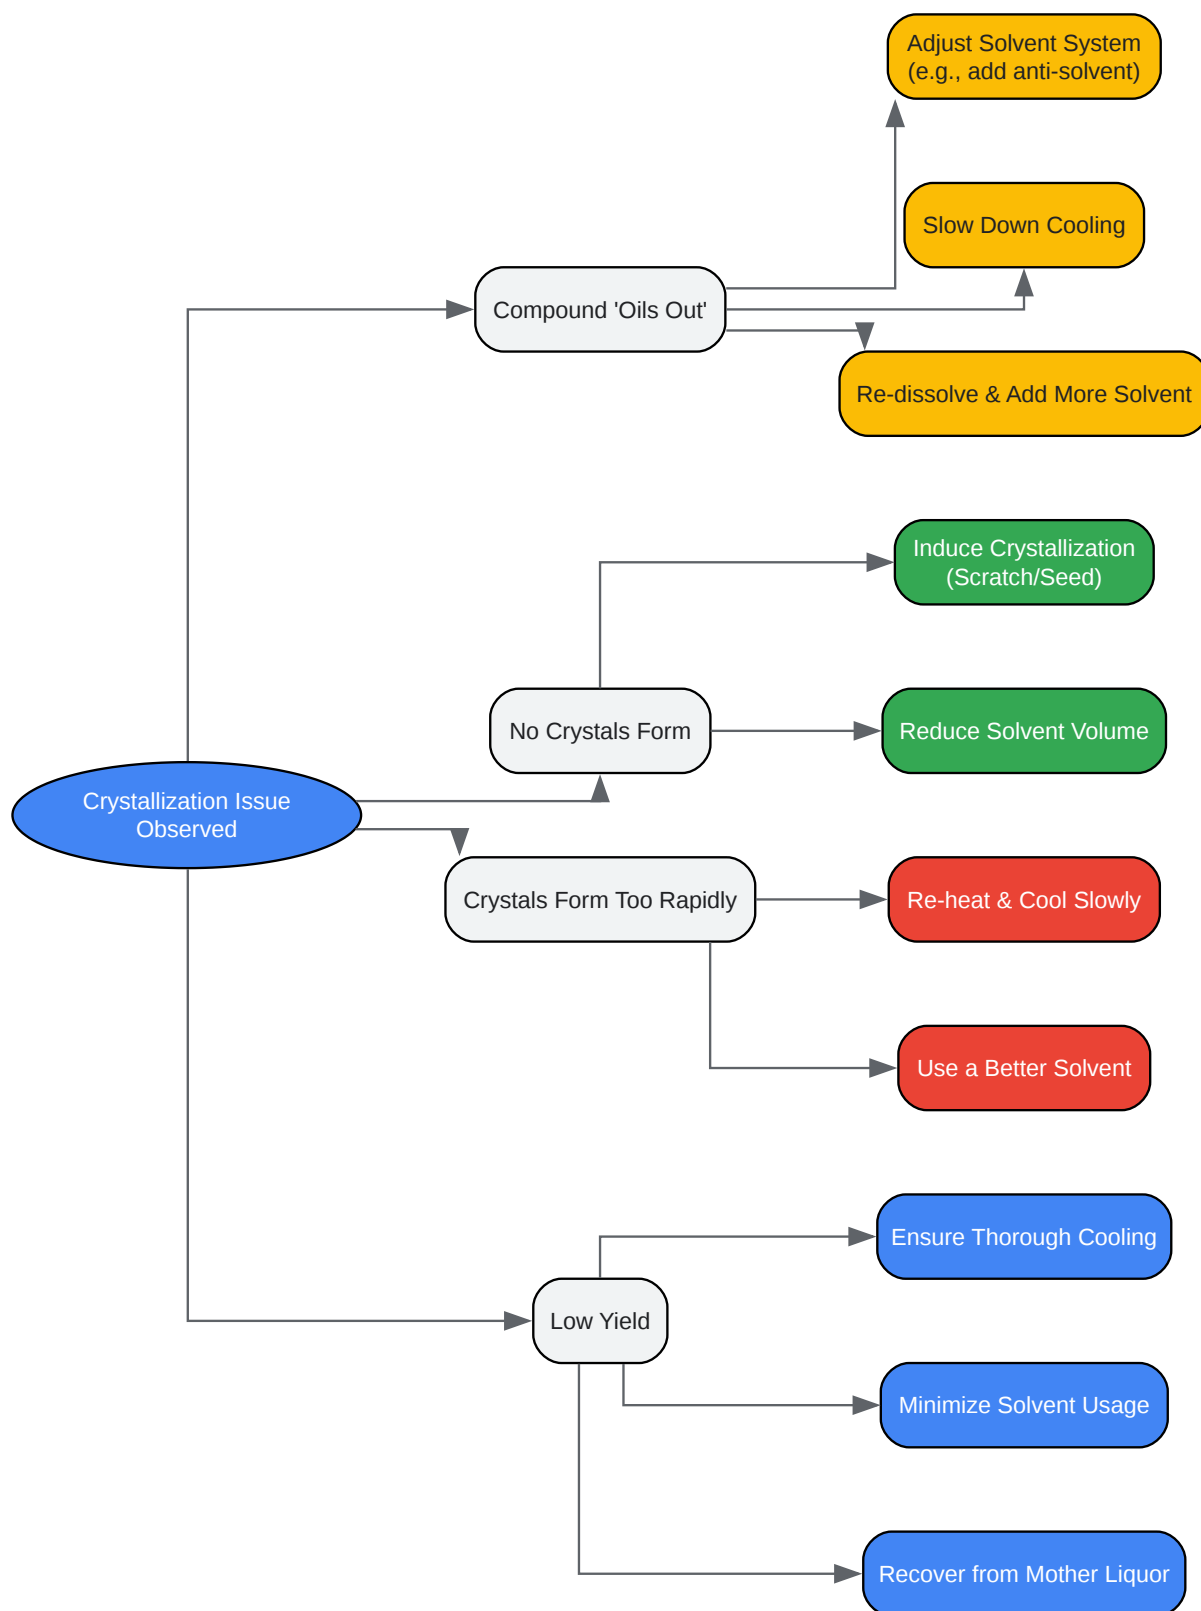 Adjust Solvent System
(e.g., add anti-solvent)
Slow Down Cooling
Compound 'Oils Out'
Re-dissolve & Add More Solvent
Induce Crystallization
(Scratch/Seed)
No Crystals Form
Reduce Solvent Volume
Crystallization Issue
Observed
Crystals Form Too Rapidly
Re-heat & Cool Slowly
Use a Better Solvent
Ensure Thorough Cooling
Low Yield
Minimize Solvent Usage
Recover from Mother Liquor